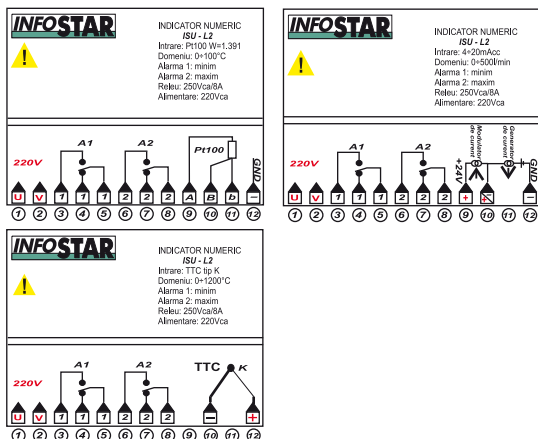 INFOSTAR
INDICATOR NUMERIC
ISU - L2
Intrare: Pt100 W=1.391
Domeniu: 0÷100°C
Alarma 1: minim
Alarma 2: maxim
Releu: 250Vca/8A
Alimentare: 220Vca
!
A1 A2 Pt100 GND
220V
U V 1 1 1 2 2 2 A B b −
1 2 3 4 5 6 7 8 9 10 11 12
INFOSTAR
INDICATOR NUMERIC
ISU - L2
Intrare: 4÷20mAcc
Domeniu: 0÷500l/min
Alarma 1: minim
Alarma 2: maxim
Releu: 250Vca/8A
Alimentare: 220Vca
!
A1 A2 +24V Modulator de curent Generator de curent GND
220V
U V 1 1 1 2 2 2 + +/− −
1 2 3 4 5 6 7 8 9 10 11 12
INFOSTAR
INDICATOR NUMERIC
ISU - L2
Intrare: TTC tip K
Domeniu: 0÷1200°C
Alarma 1: minim
Alarma 2: maxim
Releu: 250Vca/8A
Alimentare: 220Vca
!
A1 A2 TTC K
220V
U V 1 1 1 2 2 2 − +
1 2 3 4 5 6 7 8 9 10 11 12